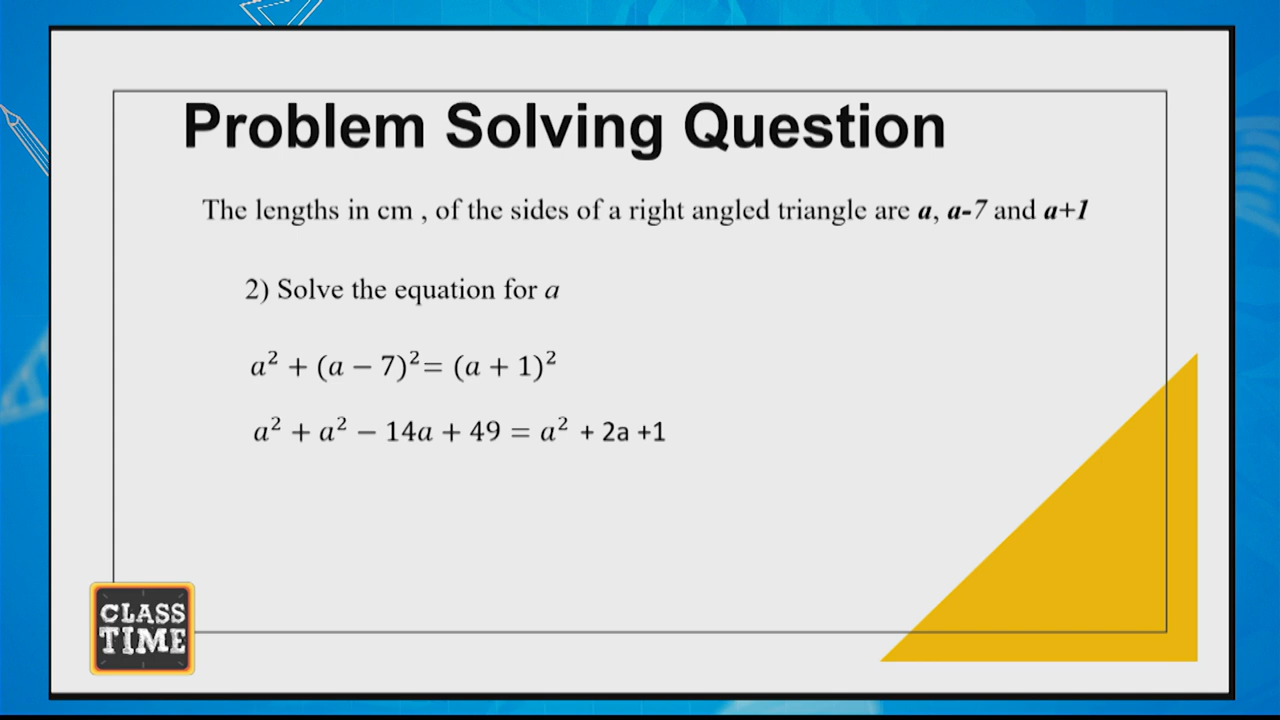 Problem Solving Question
The lengths in cm , of the sides of a right angled triangle are a, a-7 and a+1
2) Solve the equation for a
a² + (a − 7)²= (a + 1)²
a² + a² − 14a + 49 = a² + 2a +1
CLASS
TIME